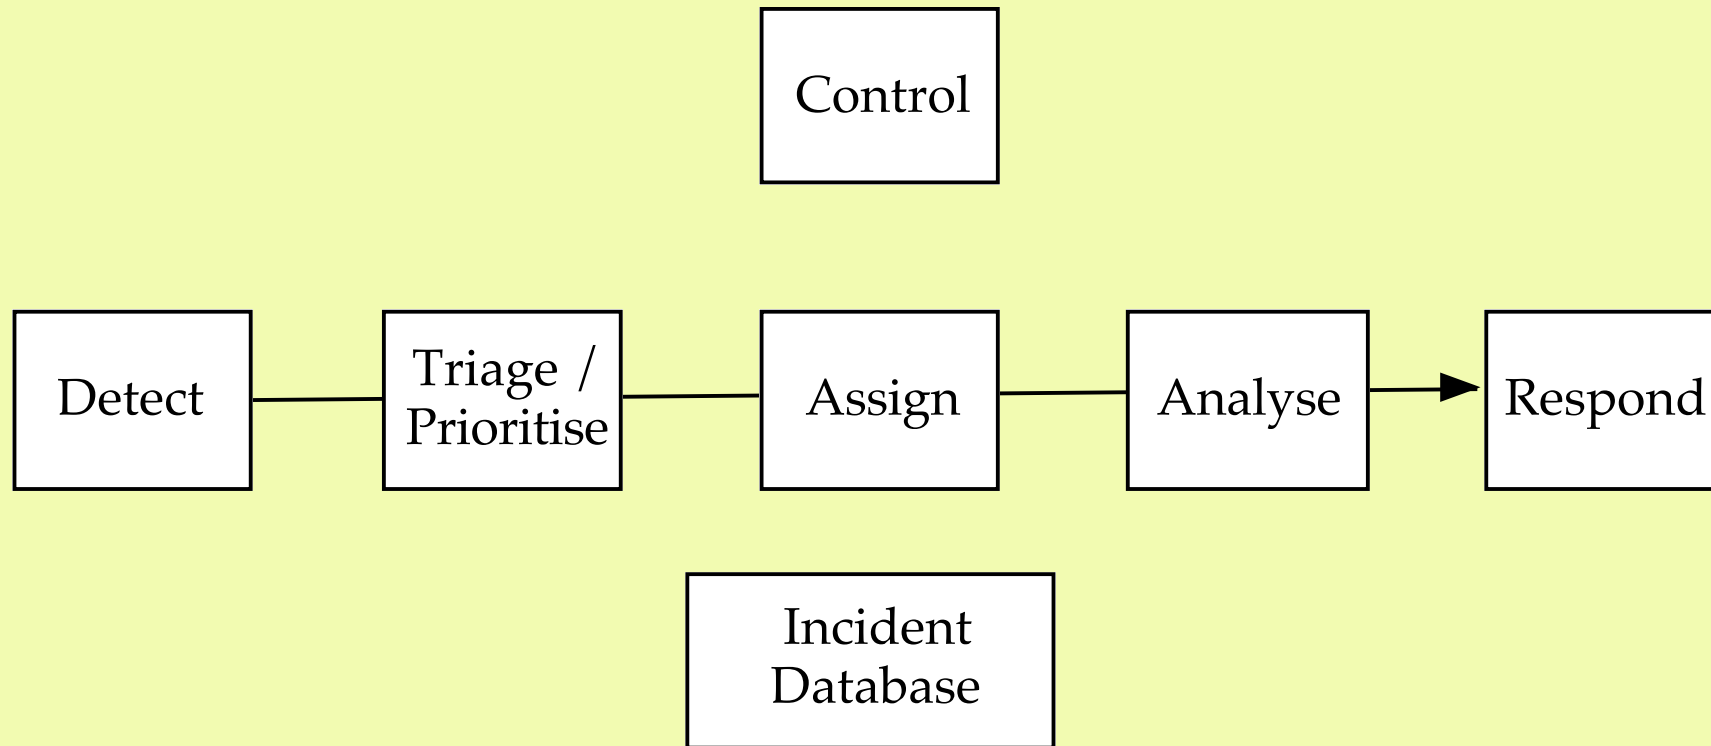 Control
Detect
Triage /
Prioritise
Assign
Analyse
Respond
Incident
Database